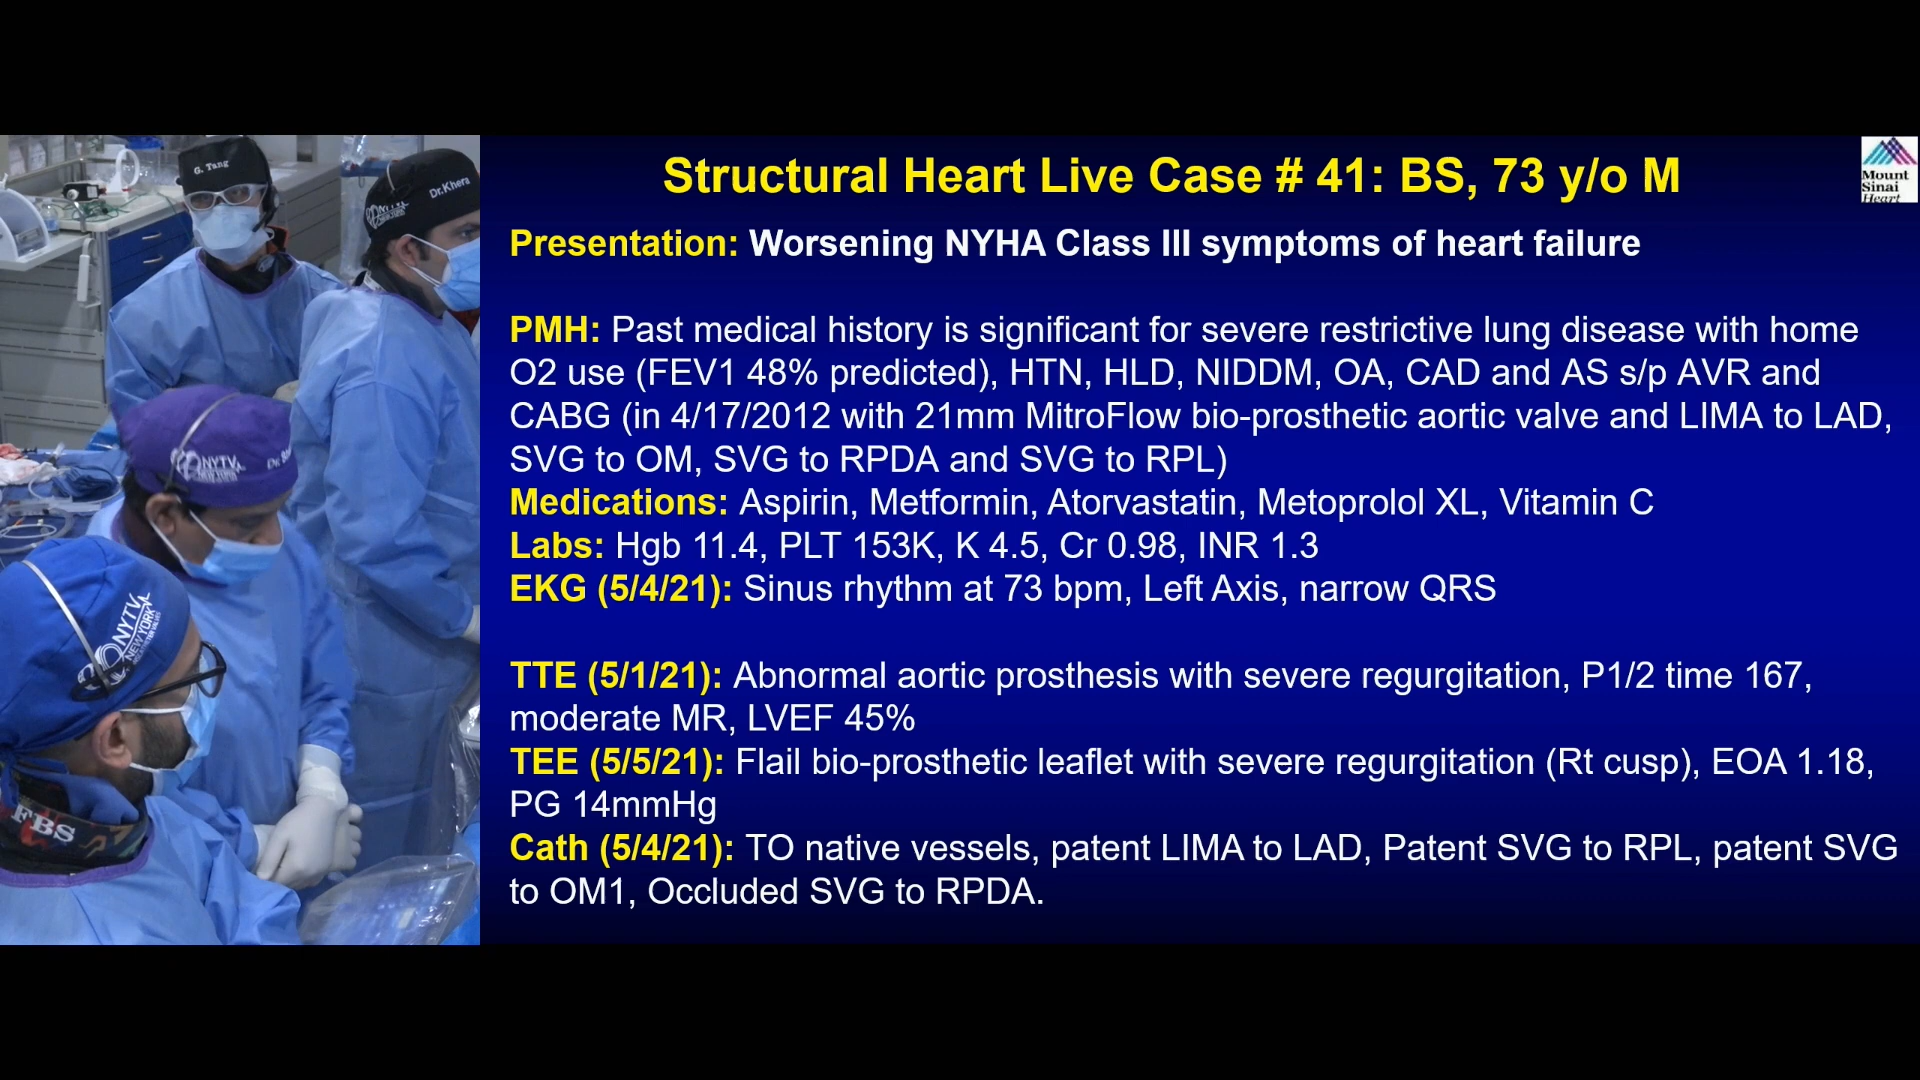 G. Tang
Dr.Khera
NYTV
NYTV
NEW YORK
FBS
Structural Heart Live Case # 41: BS, 73 y/o M
Mount
Sinai
Heart
Presentation: Worsening NYHA Class III symptoms of heart failure
PMH: Past medical history is significant for severe restrictive lung disease with home
O2 use (FEV1 48% predicted), HTN, HLD, NIDDM, OA, CAD and AS s/p AVR and
CABG (in 4/17/2012 with 21mm MitroFlow bio-prosthetic aortic valve and LIMA to LAD,
SVG to OM, SVG to RPDA and SVG to RPL)
Medications: Aspirin, Metformin, Atorvastatin, Metoprolol XL, Vitamin C
Labs: Hgb 11.4, PLT 153K, K 4.5, Cr 0.98, INR 1.3
EKG (5/4/21): Sinus rhythm at 73 bpm, Left Axis, narrow QRS
TTE (5/1/21): Abnormal aortic prosthesis with severe regurgitation, P1/2 time 167,
moderate MR, LVEF 45%
TEE (5/5/21): Flail bio-prosthetic leaflet with severe regurgitation (Rt cusp), EOA 1.18,
PG 14mmHg
Cath (5/4/21): TO native vessels, patent LIMA to LAD, Patent SVG to RPL, patent SVG
to OM1, Occluded SVG to RPDA.